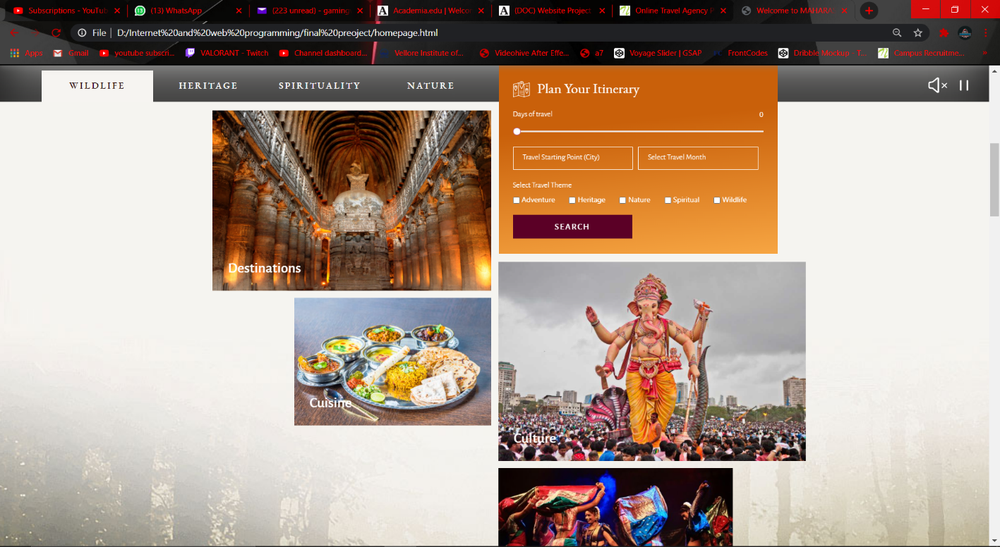 Subscriptions - YouTub
(13) WhatsApp
(223 unread) - gaming
Academia.edu | Welcor
(DOC) Website Project
Online Travel Agency P
Welcome to MAHARA
File | D:/Internet%20and%20web%20programming/final%20preoject/homepage.html
Apps
Gmail
youtube subscri...
VALORANT - Twitch
Channel dashboard...
Vellore Institute of...
Videohive After Effe...
a7
Voyage Slider | GSAP
FrontCodes
Dribble Mockup - T...
Campus Recruitme...
»
WILDLIFE
HERITAGE
SPIRITUALITY
NATURE
Plan Your Itinerary
Days of travel 0
Travel Starting Point (City)
Select Travel Month
Select Travel Theme
Adventure Heritage Nature Spiritual Wildlife
SEARCH
Destinations
Cuisine
Culture